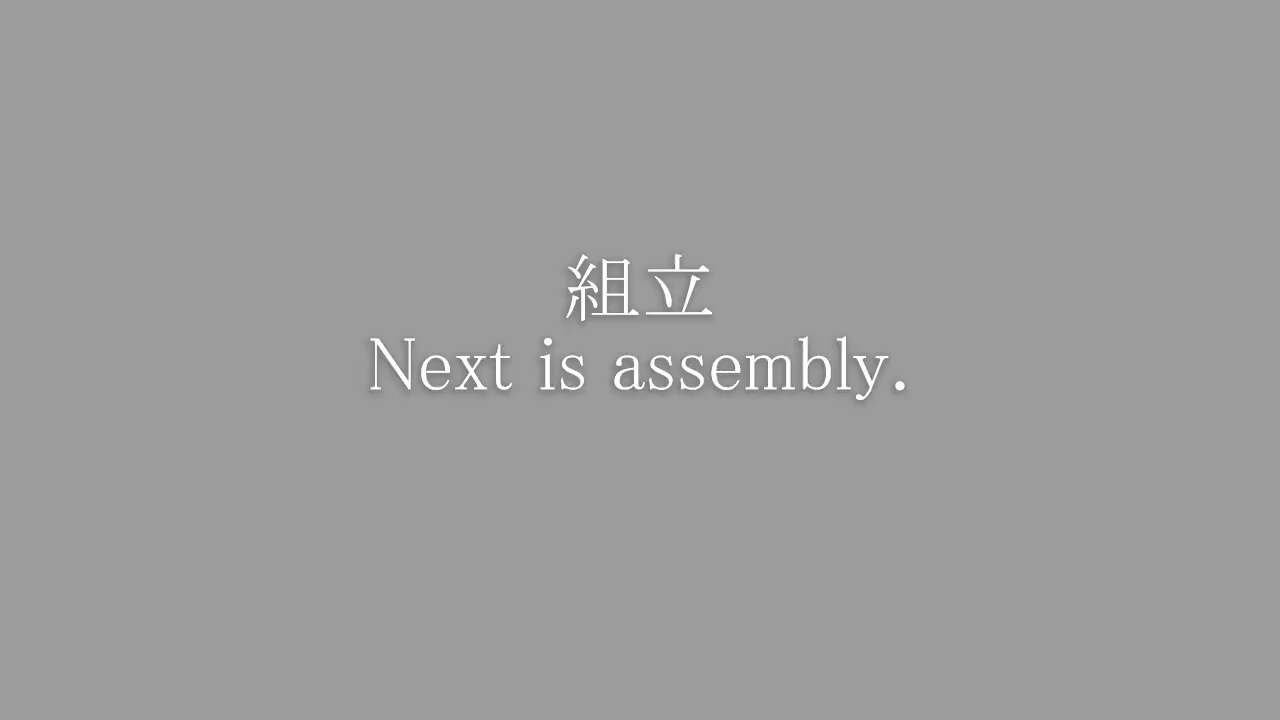 組立
Next is assembly.